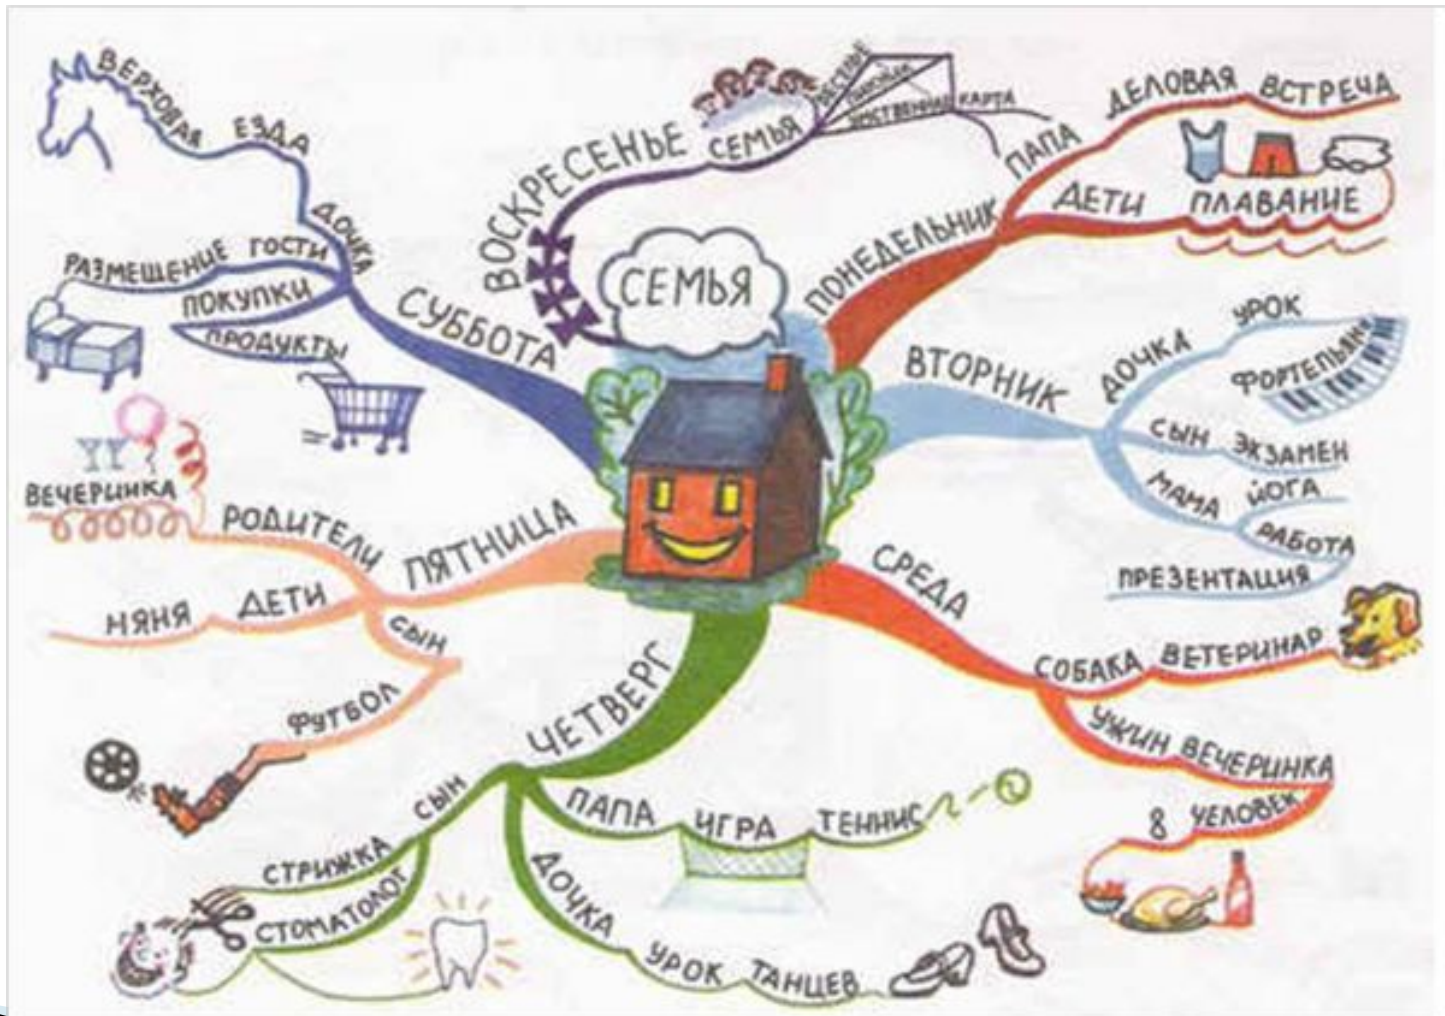 СЕМЬЯ
ПОНЕДЕЛЬНИК
ПАПА
ДЕЛОВАЯ ВСТРЕЧА
ДЕТИ ПЛАВАНИЕ
ВТОРНИК
ДОЧКА
УРОК
ФОРТЕПЬЯНО
СЫН ЭКЗАМЕН
МАМА ЙОГА
РАБОТА
ПРЕЗЕНТАЦИЯ
СРЕДА
СОБАКА ВЕТЕРИНАР
УЖИН ВЕЧЕРИНКА
8 ЧЕЛОВЕК
ЧЕТВЕРГ
ПАПА ИГРА ТЕННИС
ДОЧКА УРОК ТАНЦЕВ
СЫН
СТРИЖКА
СТОМАТОЛОГ
ПЯТНИЦА
РОДИТЕЛИ
ВЕЧЕРИНКА
ДЕТИ
НЯНЯ
СЫН
ФУТБОЛ
СУББОТА
ДОЧКА
ВЕРХОВАЯ ЕЗДА
ГОСТИ
РАЗМЕЩЕНИЕ
ПОКУПКИ
ПРОДУКТЫ
ВОСКРЕСЕНЬЕ
СЕМЬЯ
КАРТА